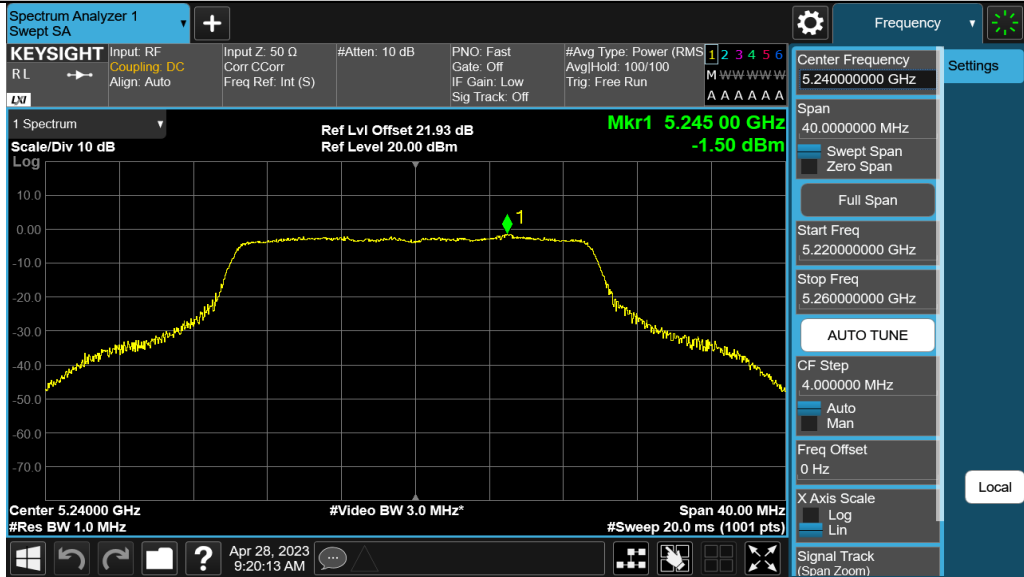 Spectrum Analyzer 1
Swept SA
+
Frequency
KEYSIGHT
R L
LXI
Input: RF
Coupling: DC
Align: Auto
Input Z: 50 Ω
Corr CCorr
Freq Ref: Int (S)
#Atten: 10 dB
PNO: Fast
Gate: Off
IF Gain: Low
Sig Track: Off
#Avg Type: Power (RMS
Avg|Hold: 100/100
Trig: Free Run
1 2 3 4 5 6
M W W W W W
A A A A A A
1 Spectrum
Scale/Div 10 dB
Log
Ref Lvl Offset 21.93 dB
Ref Level 20.00 dBm
Mkr1 5.245 00 GHz
-1.50 dBm
1
10.0
0.00
-10.0
-20.0
-30.0
-40.0
-50.0
-60.0
-70.0
Center 5.24000 GHz
#Res BW 1.0 MHz
#Video BW 3.0 MHz*
Span 40.00 MHz
#Sweep 20.0 ms (1001 pts)
Center Frequency
5.240000000 GHz
Span
40.0000000 MHz
Swept Span
Zero Span
Full Span
Start Freq
5.220000000 GHz
Stop Freq
5.260000000 GHz
AUTO TUNE
CF Step
4.000000 MHz
Auto
Man
Freq Offset
0 Hz
X Axis Scale
Log
Lin
Signal Track
(Span Zoom)
Settings
Local
?
Apr 28, 2023
9:20:13 AM